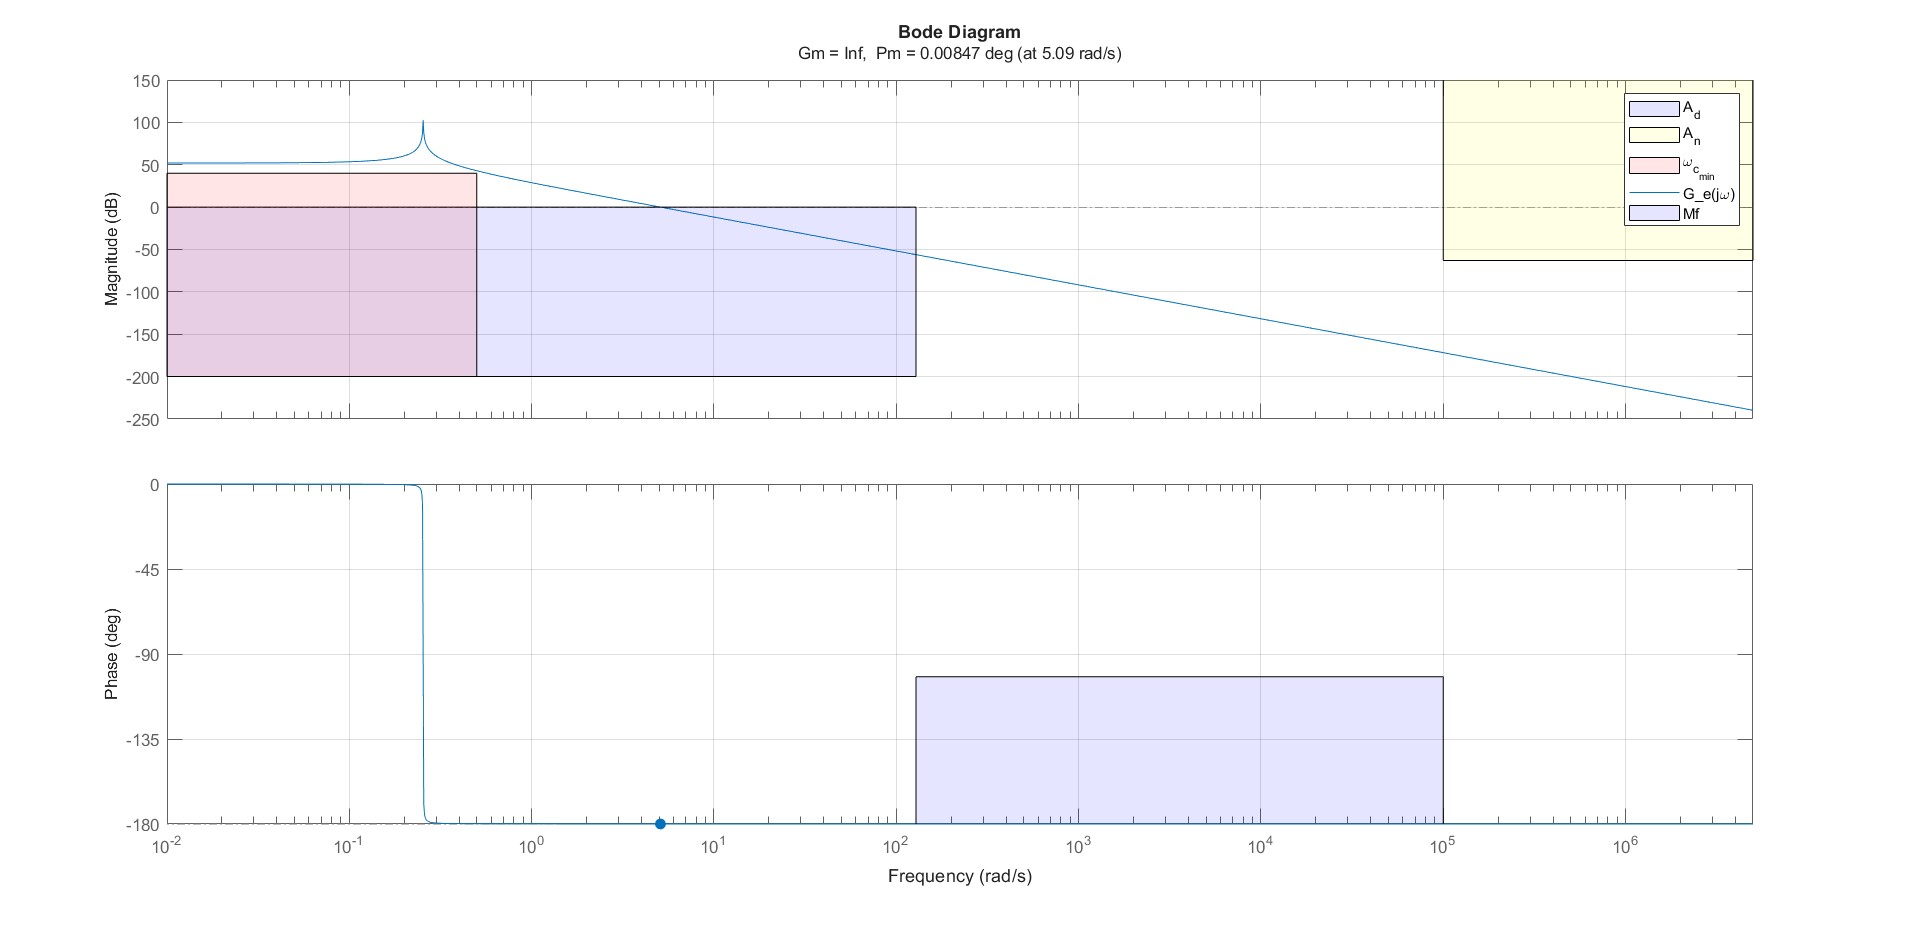 Bode Diagram
Gm = Inf, Pm = 0.00847 deg (at 5.09 rad/s)
Magnitude (dB)
150
100
50
0
-50
-100
-150
-200
-250
A_d
A_n
ω_c_min
G_e(jω)
Mf
Phase (deg)
0
-45
-90
-135
-180
10^-2 10^-1 10^0 10^1 10^2 10^3 10^4 10^5 10^6
Frequency (rad/s)